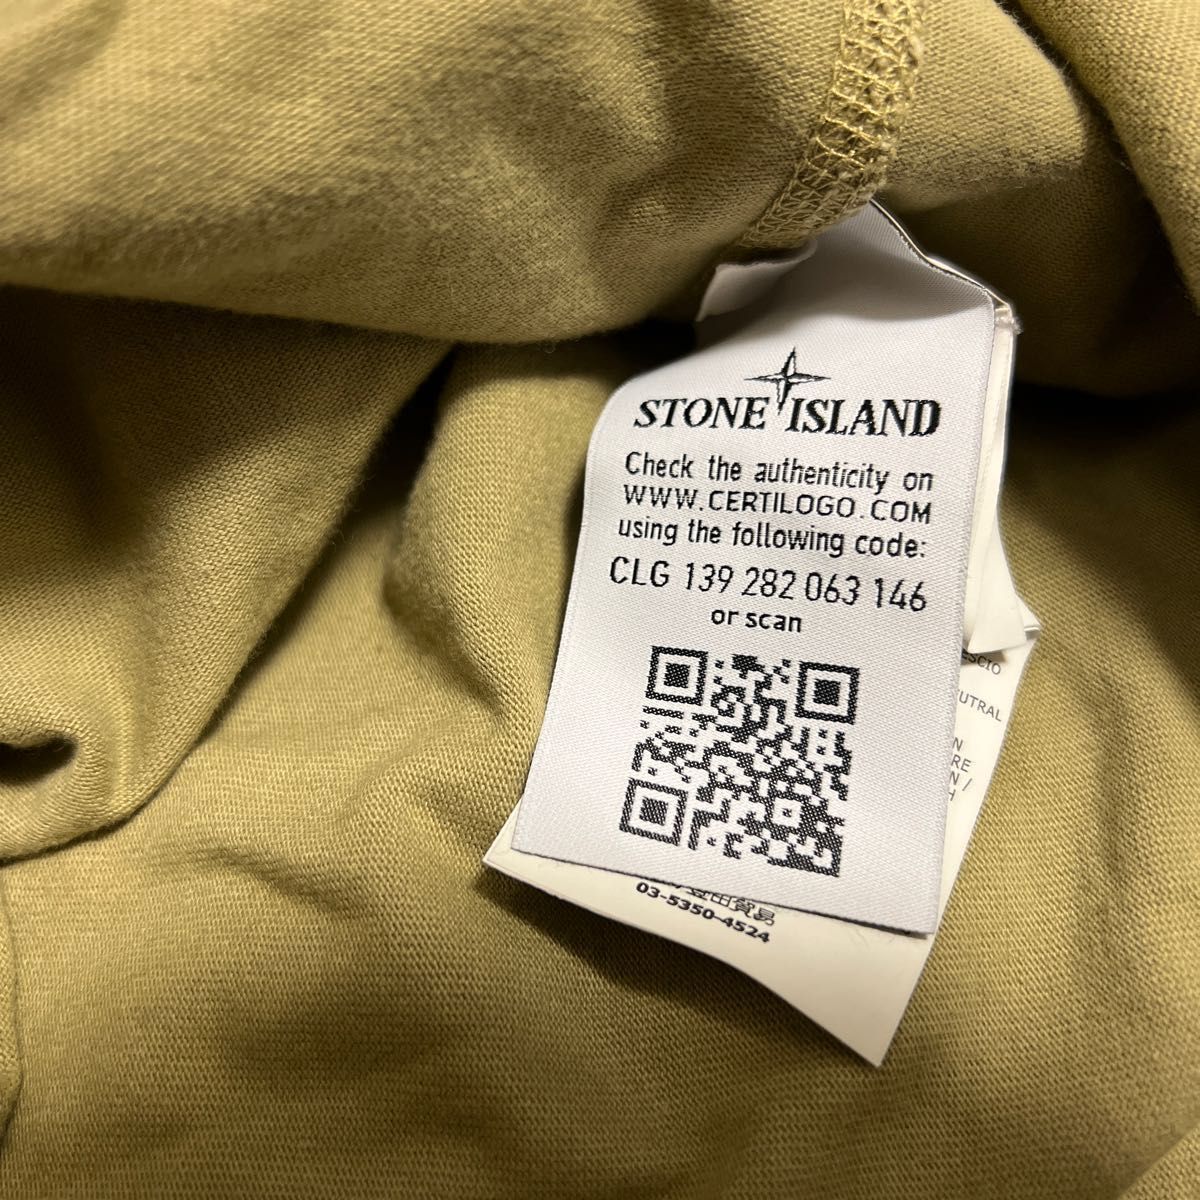 STONE ISLAND
Check the authenticity on
WWW.CERTILOGO.COM
using the following code:
CLG 139 282 063 146
or scan
03-5350-4524